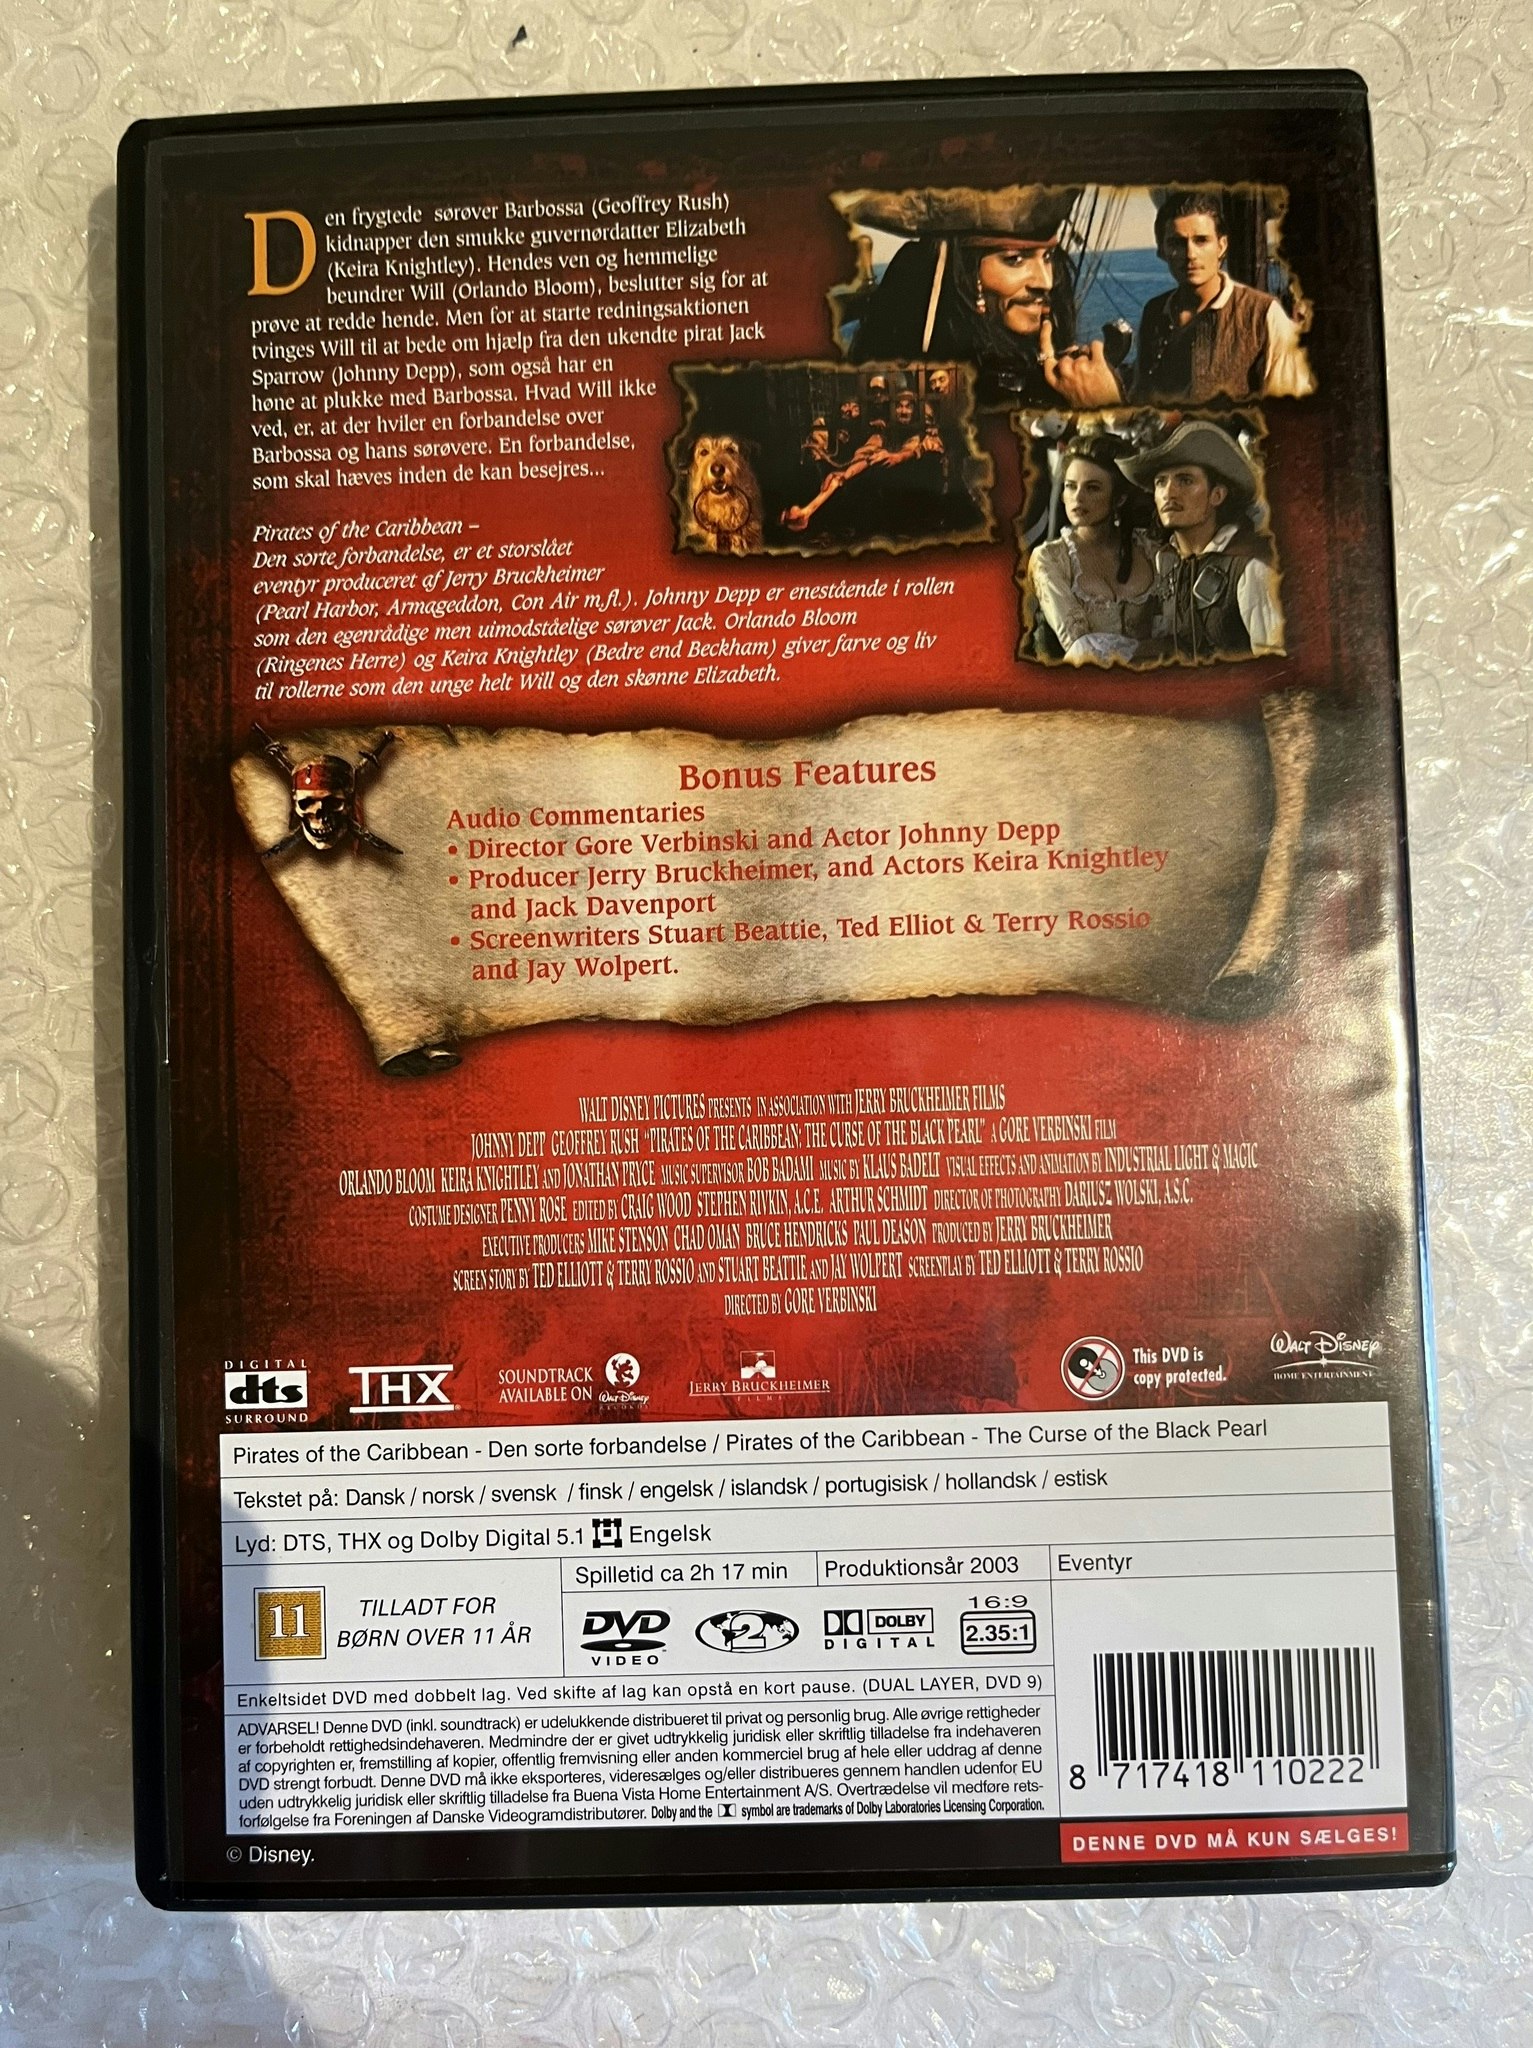 Den frygtede sørøver Barbossa (Geoffrey Rush)
kidnapper den smukke guvernørdatter Elizabeth
(Keira Knightley). Hendes ven og hemmelige
beundrer Will (Orlando Bloom), beslutter sig for at
prøve at redde hende. Men for at starte redningsaktionen
tvinges Will til at bede om hjælp fra den ukendte pirat Jack
Sparrow (Johnny Depp), som også har en
høne at plukke med Barbossa. Hvad Will ikke
ved, er, at der hviler en forbandelse over
Barbossa og hans sørøvere. En forbandelse,
som skal hæves inden de kan besejres...
Pirates of the Caribbean –
Den sorte forbandelse, er et storslået
eventyr produceret af Jerry Bruckheimer
(Pearl Harbor, Armageddon, Con Air m.fl.). Johnny Depp er enestående i rollen
som den egenrådige men uimodståelige sørøver Jack. Orlando Bloom
(Ringenes Herre) og Keira Knightley (Bedre end Beckham) giver farve og liv
til rollerne som den unge helt Will og den skønne Elizabeth.
Bonus Features
Audio Commentaries
• Director Gore Verbinski and Actor Johnny Depp
• Producer Jerry Bruckheimer, and Actors Keira Knightley
and Jack Davenport
• Screenwriters Stuart Beattie, Ted Elliot & Terry Rossio
and Jay Wolpert.
WALT DISNEY PICTURES PRESENTS IN ASSOCIATION WITH JERRY BRUCKHEIMER FILMS
JOHNNY DEPP GEOFFREY RUSH "PIRATES OF THE CARIBBEAN: THE CURSE OF THE BLACK PEARL" A GORE VERBINSKI FILM
ORLANDO BLOOM KEIRA KNIGHTLEY AND JONATHAN PRYCE MUSIC SUPERVISOR BOB BADAMI MUSIC BY KLAUS BADELT VISUAL EFFECTS AND ANIMATION BY INDUSTRIAL LIGHT & MAGIC
COSTUME DESIGNER PENNY ROSE EDITED BY CRAIG WOOD STEPHEN RIVKIN, A.C.E. ARTHUR SCHMIDT DIRECTOR OF PHOTOGRAPHY DARIUSZ WOLSKI, A.S.C.
EXECUTIVE PRODUCERS MIKE STENSON CHAD OMAN BRUCE HENDRICKS PAUL DEASON PRODUCED BY JERRY BRUCKHEIMER
SCREEN STORY BY TED ELLIOTT & TERRY ROSSIO AND STUART BEATTIE AND JAY WOLPERT SCREENPLAY BY TED ELLIOTT & TERRY ROSSIO
DIRECTED BY GORE VERBINSKI
DIGITAL
dts
SURROUND
THX
SOUNDTRACK
AVAILABLE ON
Walt Disney
RECORDS
JERRY BRUCKHEIMER
FILMS
This DVD is
copy protected.
Walt Disney
HOME ENTERTAINMENT
Pirates of the Caribbean - Den sorte forbandelse / Pirates of the Caribbean - The Curse of the Black Pearl
Tekstet på: Dansk / norsk / svensk / finsk / engelsk / islandsk / portugisisk / hollandsk / estisk
Lyd: DTS, THX og Dolby Digital 5.1 Engelsk
11
TILLADT FOR
BØRN OVER 11 ÅR
Spilletid ca 2h 17 min
Produktionsår 2003
Eventyr
DVD
VIDEO
2
DOLBY
DIGITAL
16:9
2.35:1
Enkeltsidet DVD med dobbelt lag. Ved skifte af lag kan opstå en kort pause. (DUAL LAYER, DVD 9)
ADVARSEL! Denne DVD (inkl. soundtrack) er udelukkende distribueret til privat og personlig brug. Alle øvrige rettigheder
er forbeholdt rettighedsindehaveren. Medmindre der er givet udtrykkelig juridisk eller skriftlig tilladelse fra indehaveren
af copyrighten er, fremstilling af kopier, offentlig fremvisning eller anden kommerciel brug af hele eller uddrag af denne
DVD strengt forbudt. Denne DVD må ikke eksporteres, videresælges og/eller distribueres gennem handlen udenfor EU
uden udtrykkelig juridisk eller skriftlig tilladelse fra Buena Vista Home Entertainment A/S. Overtrædelse vil medføre rets-
forfølgelse fra Foreningen af Danske Videogramdistributører. Dolby and the symbol are trademarks of Dolby Laboratories Licensing Corporation.
8 717418 110222
DENNE DVD MÅ KUN SÆLGES!
© Disney.